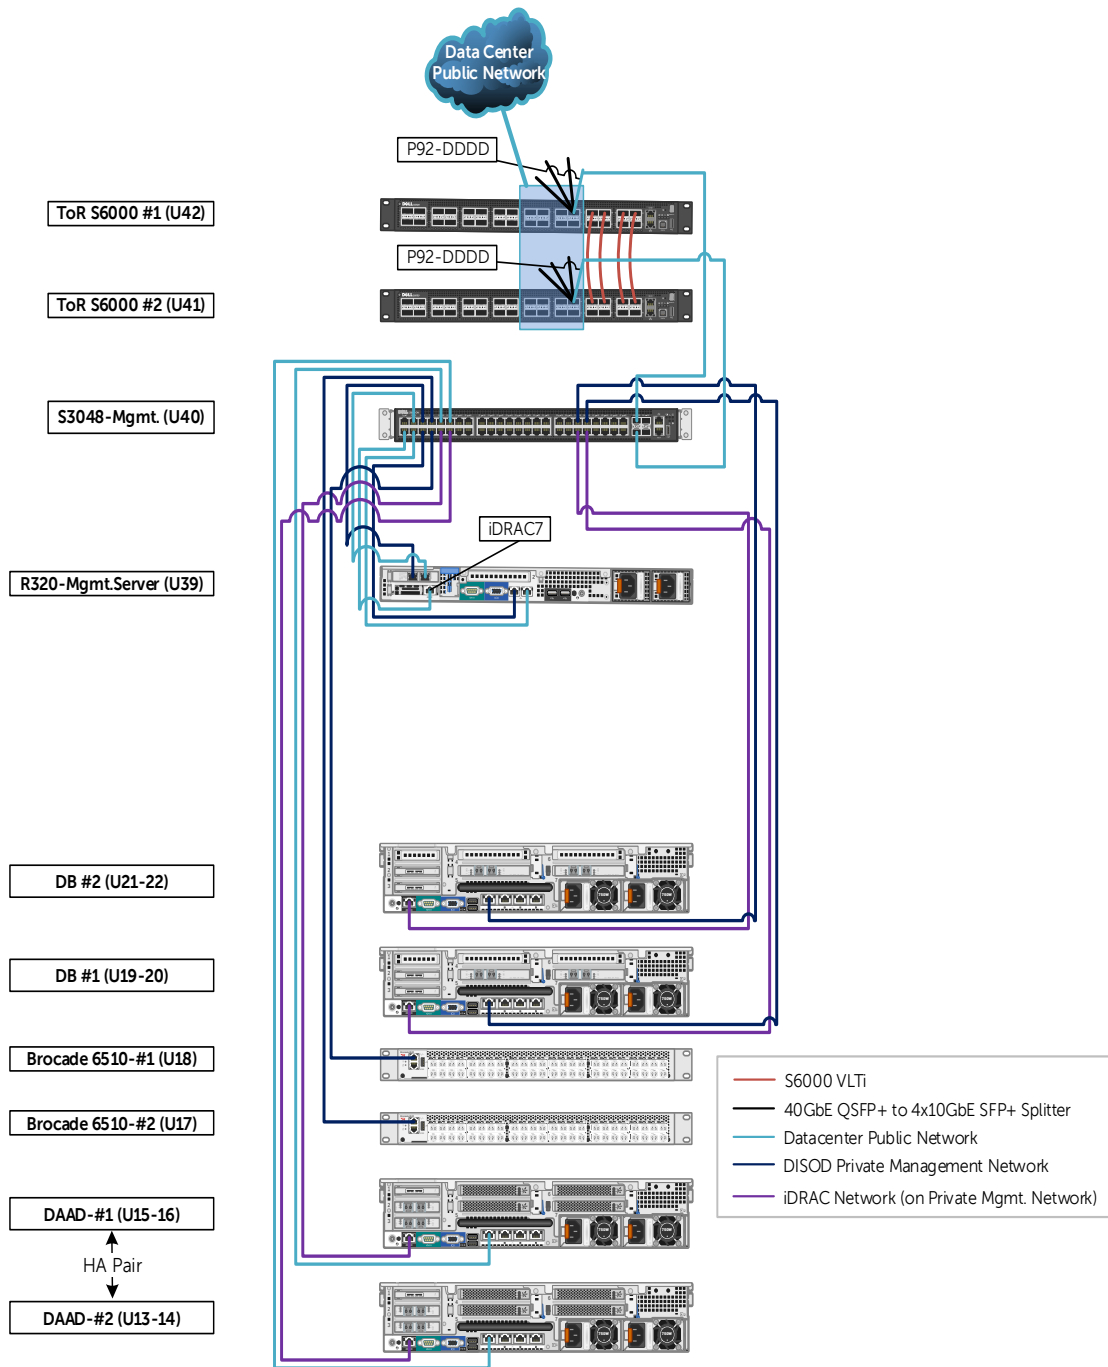 Data Center
Public Network
P92-DDDD
ToR S6000 #1 (U42)
P92-DDDD
ToR S6000 #2 (U41)
S3048-Mgmt. (U40)
iDRAC7
R320-Mgmt.Server (U39)
DB #2 (U21-22)
DB #1 (U19-20)
Brocade 6510-#1 (U18)
Brocade 6510-#2 (U17)
DAAD-#1 (U15-16)
HA Pair
DAAD-#2 (U13-14)
S6000 VLTi
40GbE QSFP+ to 4x10GbE SFP+ Splitter
Datacenter Public Network
DISOD Private Management Network
iDRAC Network (on Private Mgmt. Network)